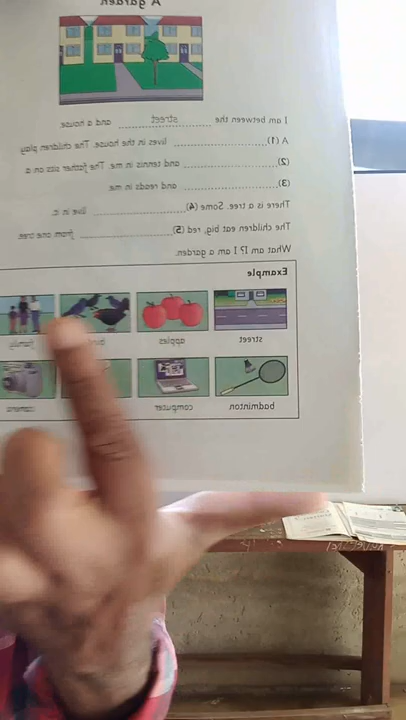 A garden
I am between the street and a house.
A (1) lives in the house. The children play
(2) and tennis in me. The father sits on a
(3) and reads in me.
There is a tree. Some (4) live in it.
The children eat big, red (5) from one tree.
What am I? I am a garden.
Example
street apples family
badminton computer camera